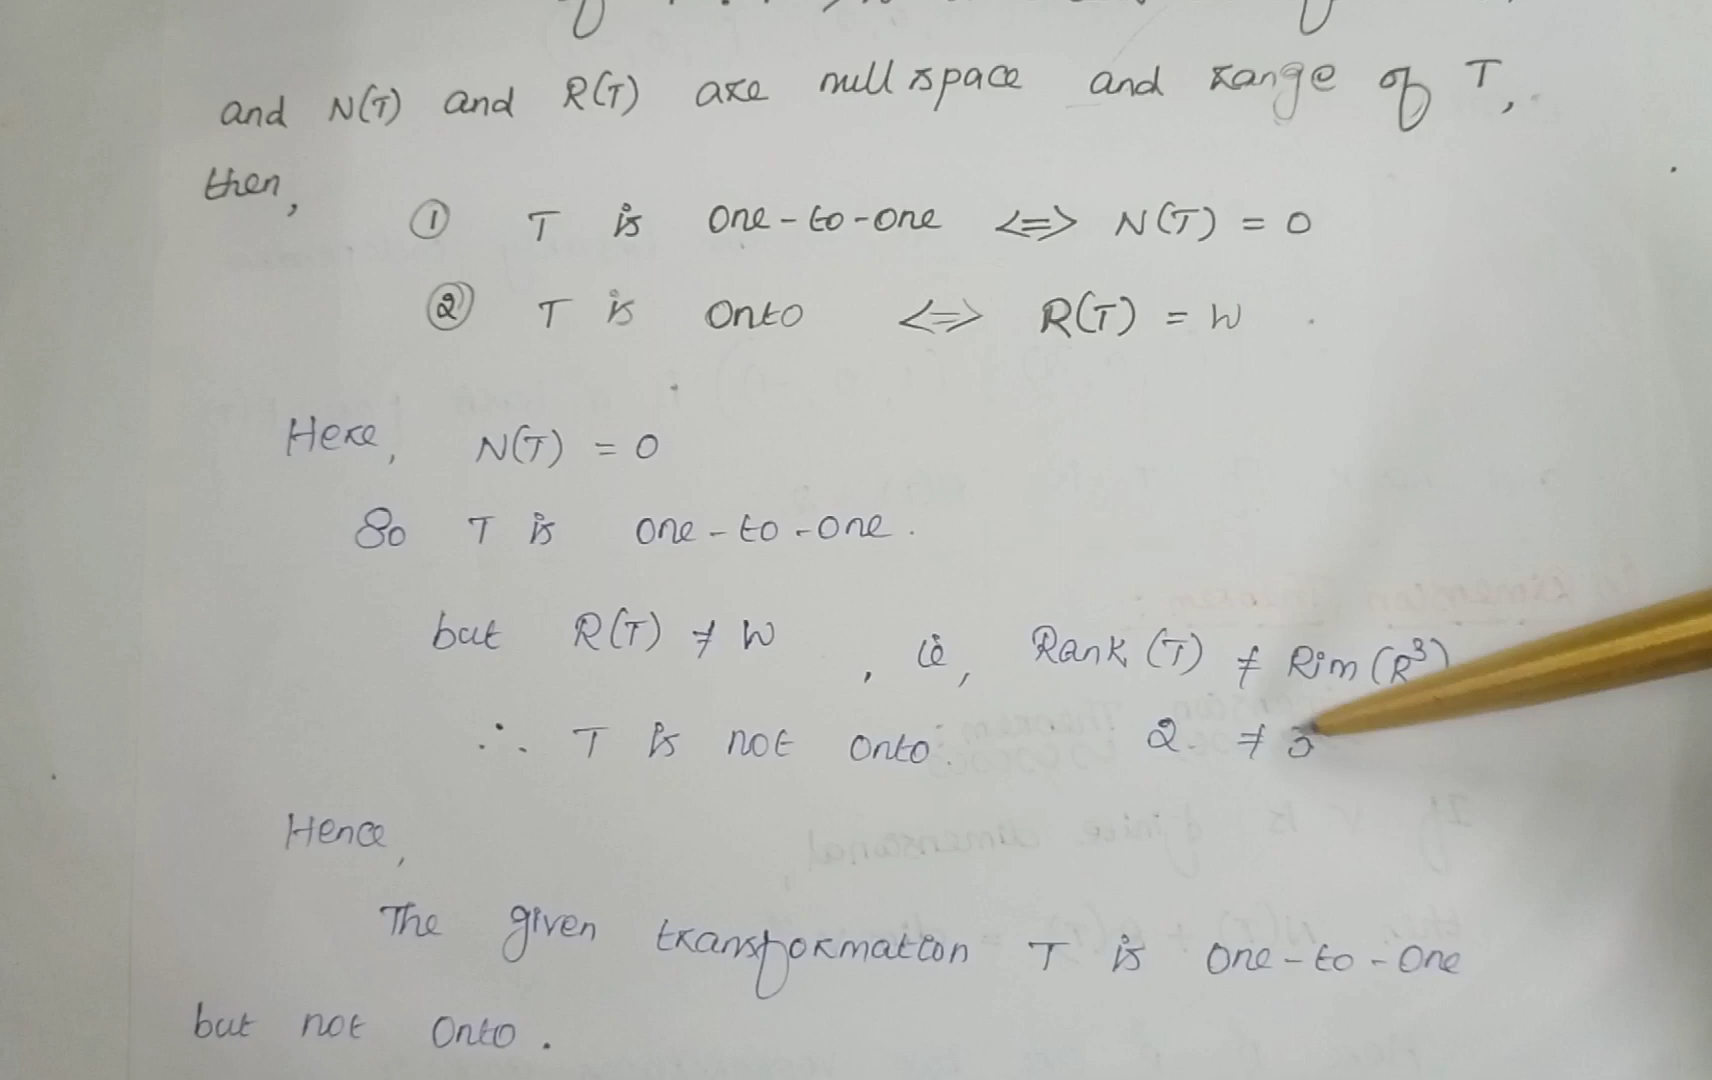 and N(T) and R(T) are null space and range of T,
then,
① T is one-to-one <=> N(T) = 0
② T is Onto <=> R(T) = W
Here, N(T) = 0
So T is one-to-one.
but R(T) ≠ W, ie, Rank (T) ≠ Rim (R³)
∴ T is not Onto. 2 ≠ 3
Hence,
The given transformation T is one-to-one
but not Onto.